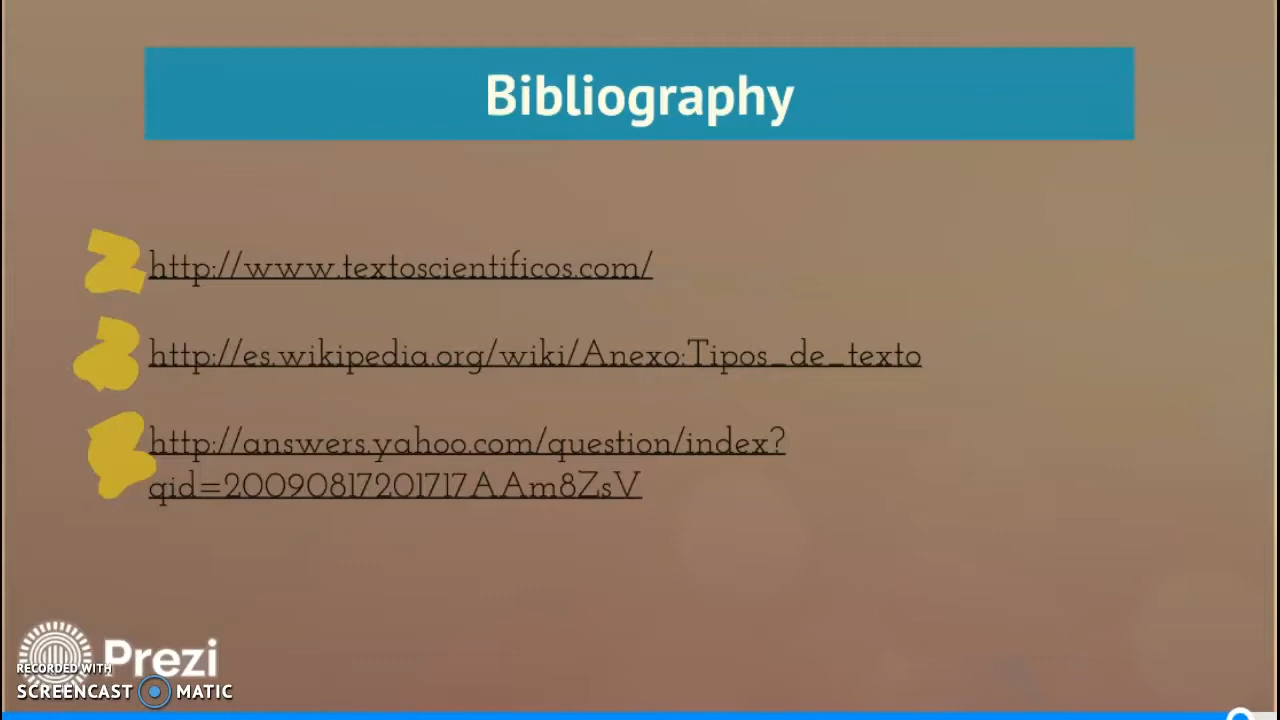 Bibliography
http://www.textoscientificos.com/
http://es.wikipedia.org/wiki/Anexo:Tipos_de_texto
http://answers.yahoo.com/question/index?
qid=20090817201717AAm8ZsV
Prezi
RECORDED WITH
SCREENCAST MATIC